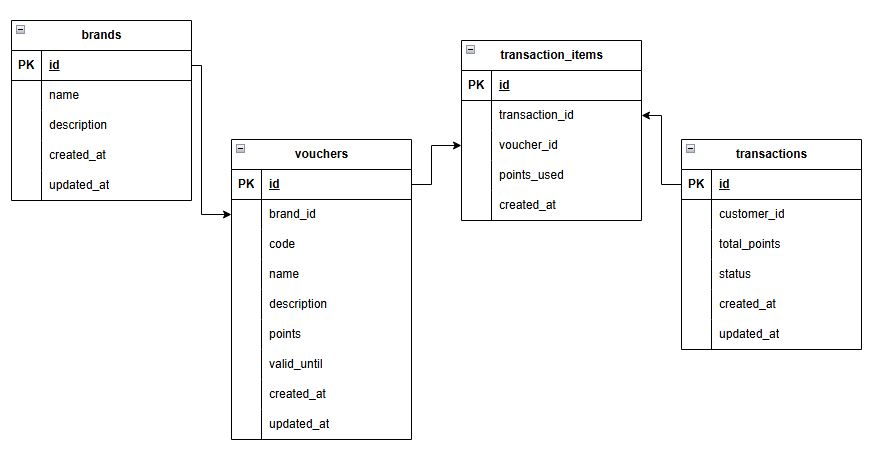 brands
PK id
name
description
created_at
updated_at
vouchers
PK id
brand_id
code
name
description
points
valid_until
created_at
updated_at
transaction_items
PK id
transaction_id
voucher_id
points_used
created_at
transactions
PK id
customer_id
total_points
status
created_at
updated_at